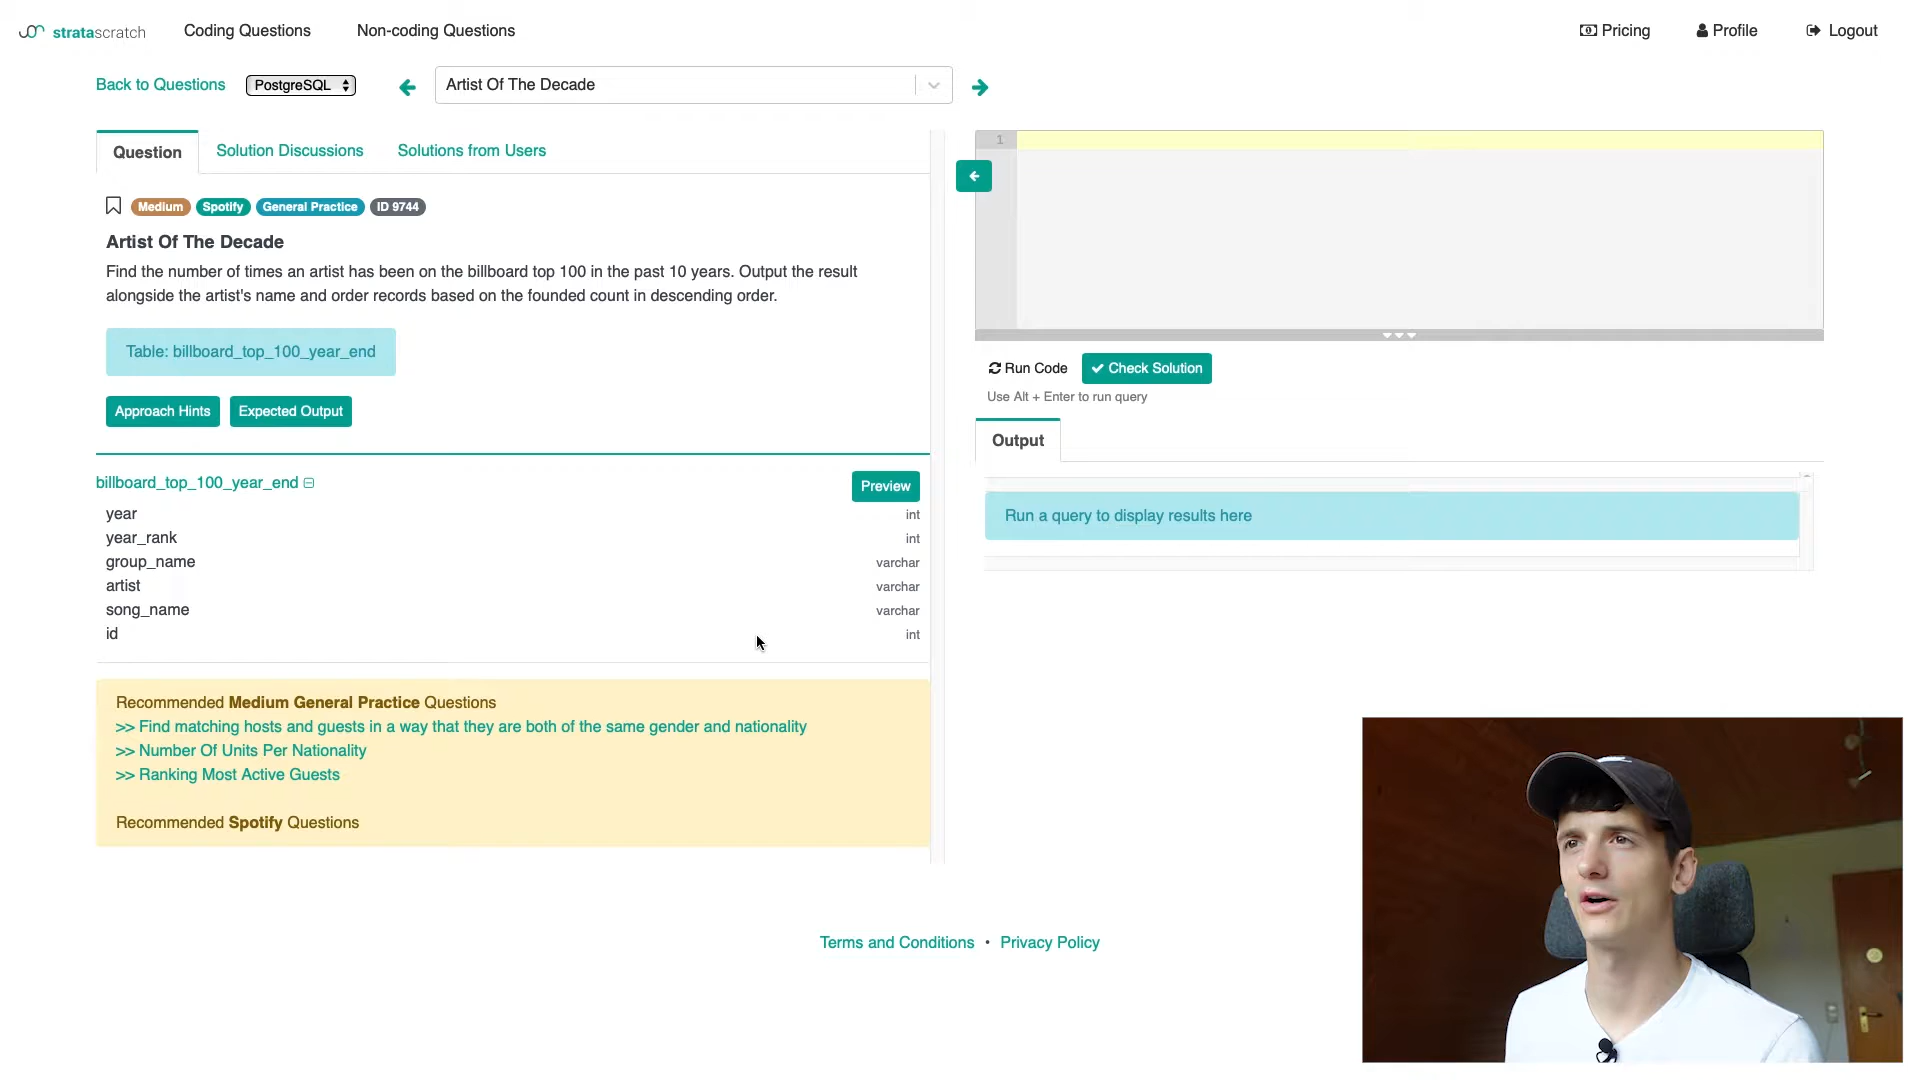 stratascratch
Coding Questions
Non-coding Questions
Pricing
Profile
Logout
Back to Questions
PostgreSQL
Artist Of The Decade
Question
Solution Discussions
Solutions from Users
Medium
Spotify
General Practice
ID 9744
Artist Of The Decade
Find the number of times an artist has been on the billboard top 100 in the past 10 years. Output the result
alongside the artist's name and order records based on the founded count in descending order.
Table: billboard_top_100_year_end
Approach Hints
Expected Output
billboard_top_100_year_end
Preview
year int
year_rank int
group_name varchar
artist varchar
song_name varchar
id int
Recommended Medium General Practice Questions
>> Find matching hosts and guests in a way that they are both of the same gender and nationality
>> Number Of Units Per Nationality
>> Ranking Most Active Guests
Recommended Spotify Questions
1
Run Code
Check Solution
Use Alt + Enter to run query
Output
Run a query to display results here
Terms and Conditions • Privacy Policy